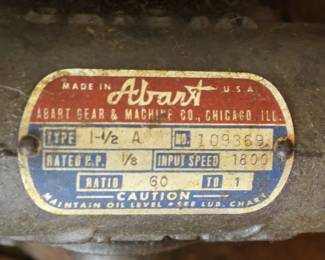 MADE IN Abart U.S.A.
ABART GEAR & MACHINE CO., CHICAGO, ILL.
TYPE 1-1/2 A NO. 109369
RATED H.P. 1/8 INPUT SPEED 1800
RATIO 60 TO 1
CAUTION
MAINTAIN OIL LEVEL - SEE LUB. CHART